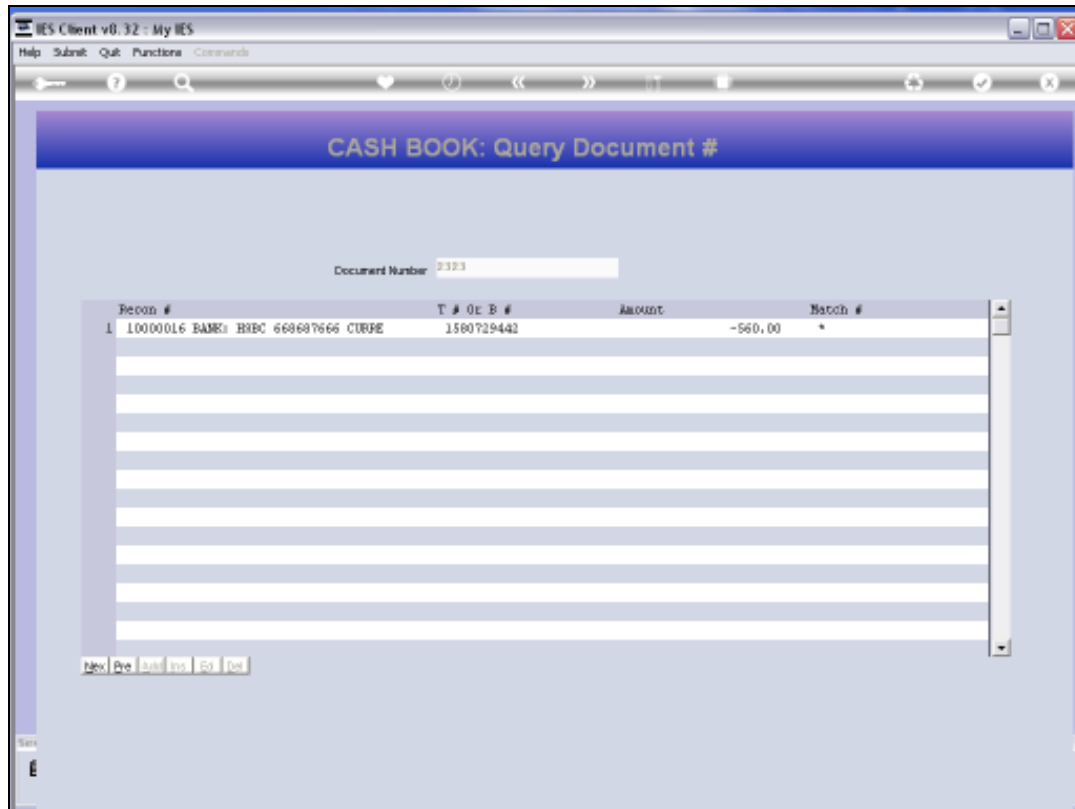 IES Client v8.32 : My IES
Help Submit Quit Functions Commands
CASH BOOK: Query Document #
Document Number 2323
Recon # T # Or B # Amount Match #
1 10000016 BANK: HSBC 668687666 CURRE 1580729442 -560.00 *
Nex Pre Add Ins Ed Del